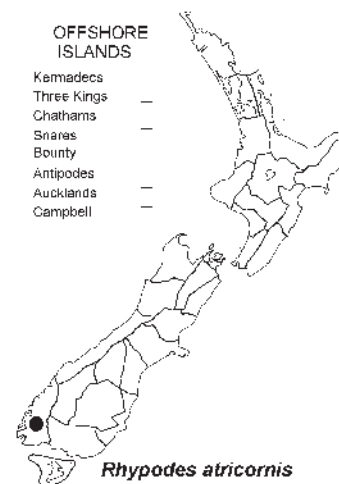 OFFSHORE
ISLANDS
Kermadecs
Three Kings —
Chathams —
Snares
Bounty
Antipodes
Aucklands —
Campbell —
Rhypodes atricornis